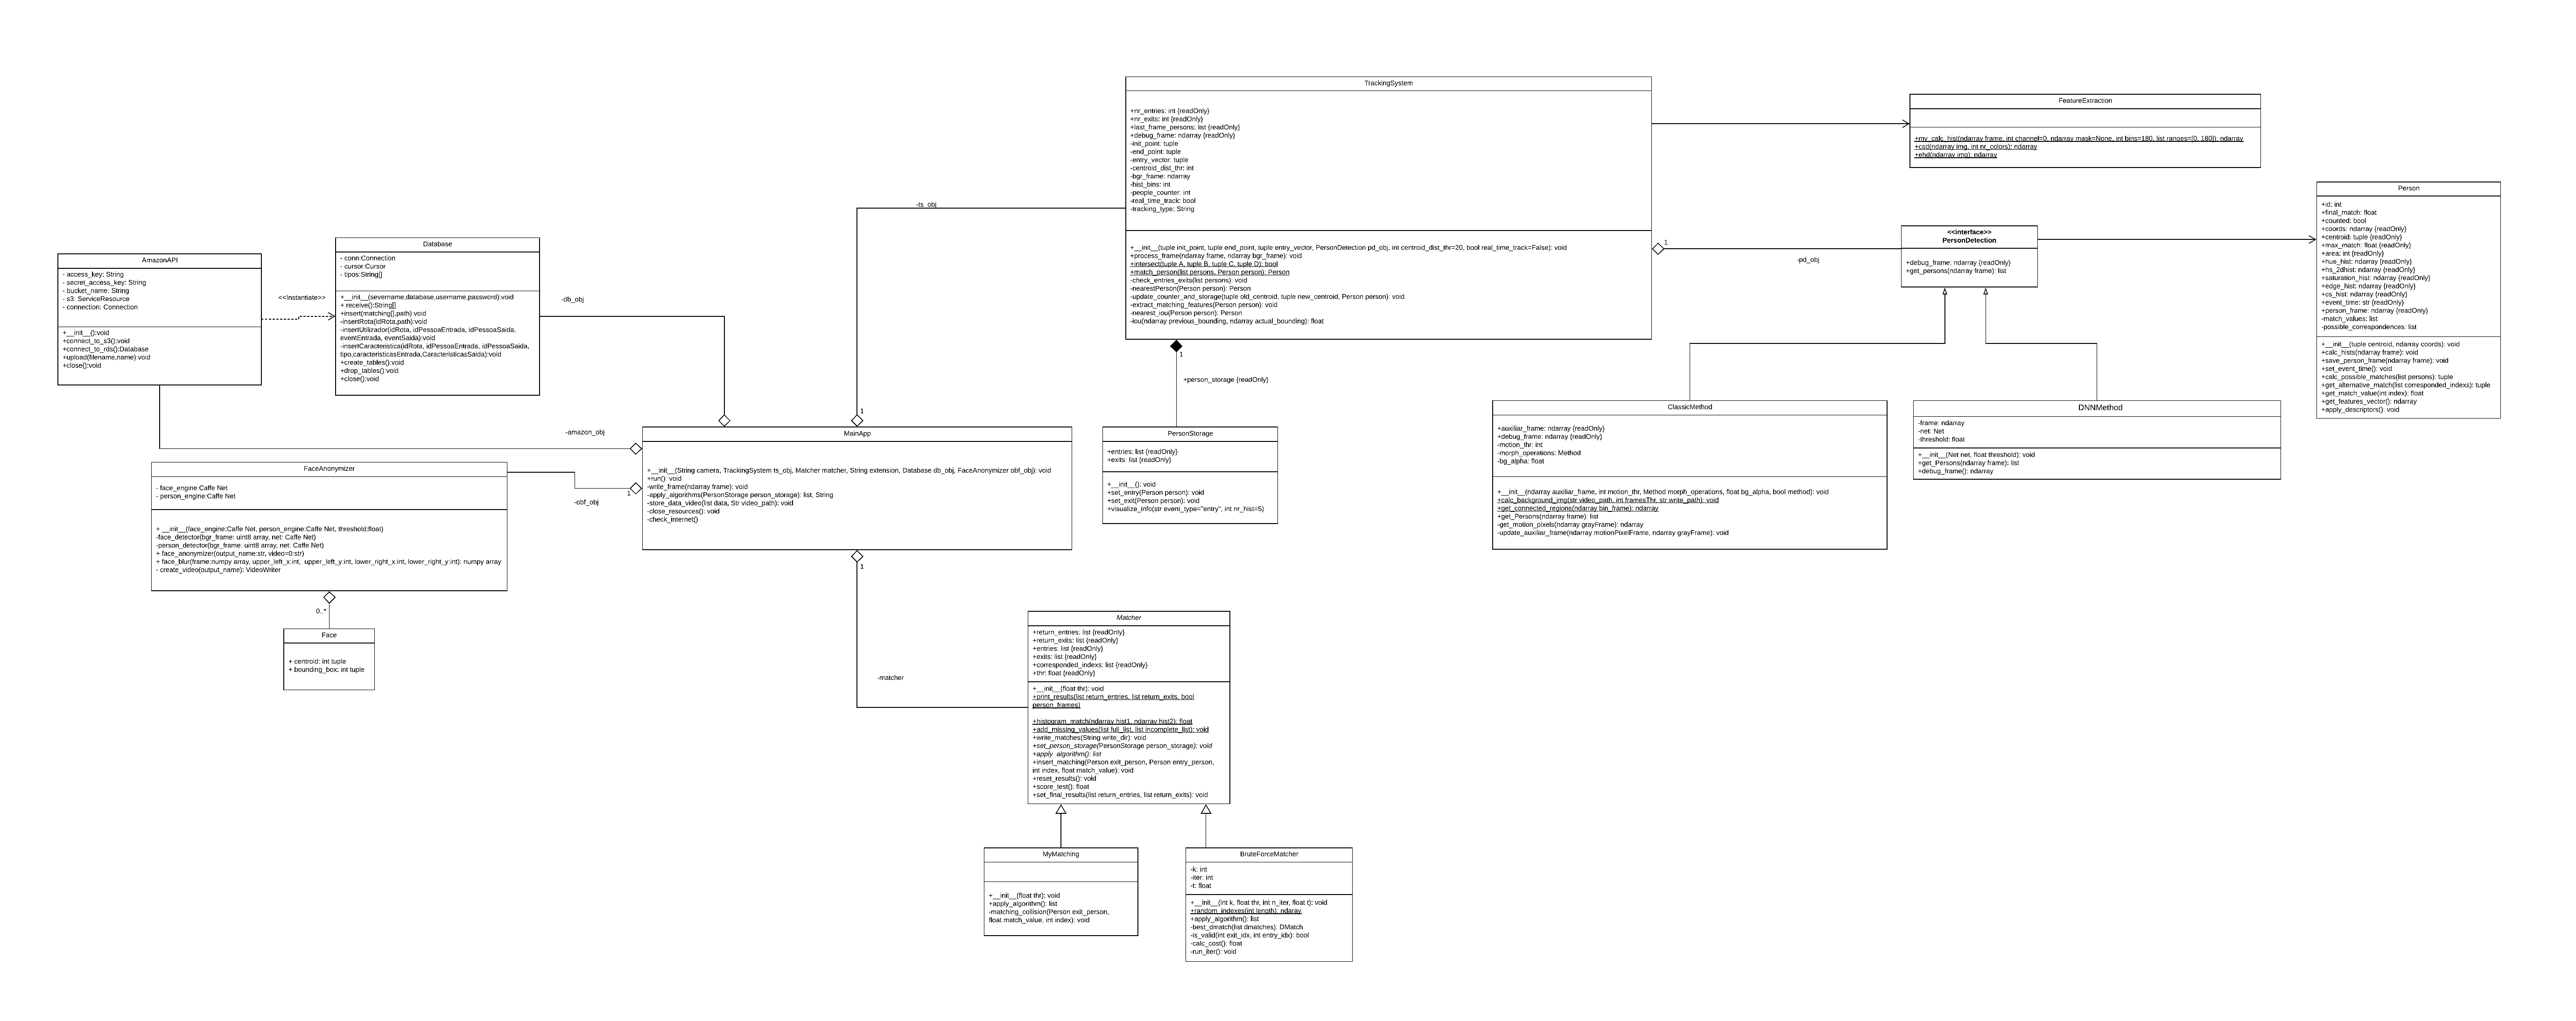 TrackingSystem
+nr_entries: int {readOnly}
+nr_exits: int {readOnly}
+last_frame_persons: list {readOnly}
+debug_frame: ndarray {readOnly}
-init_point: tuple
-end_point: tuple
-entry_vector: tuple
-centroid_dist_thr: int
-bgr_frame: ndarray
-hist_bins: int
-people_counter: int
-real_time_track: bool
-tracking_type: String
+__init__(tuple init_point, tuple end_point, tuple entry_vector, PersonDetection pd_obj, int centroid_dist_thr=20, bool real_time_track=False): void
+process_frame(ndarray frame, ndarray bgr_frame): void
+intersect(tuple A, tuple B, tuple C, tuple D): bool
+match_person(list persons, Person person): Person
-check_entries_exits(list persons): void
-nearestPerson(Person person): Person
-update_counter_and_storage(tuple old_centroid, tuple new_centroid, Person person): void
-extract_matching_features(Person person): void
-nearest_iou(Person person): Person
-iou(ndarray previous_bounding, ndarray actual_bounding): float
FeatureExtraction
+my_calc_hist(ndarray frame, int channel=0, ndarray mask=None, int bins=180, list ranges=[0, 180]): ndarray
+csd(ndarray img, int nr_colors): ndarray
+ehd(ndarray img): ndarray
Person
+id: int
+final_match: float
+counted: bool
+coords: ndarray {readOnly}
+centroid: tuple {readOnly}
+max_match: float {readOnly}
+area: int {readOnly}
+hue_hist: ndarray {readOnly}
+hs_2dhist: ndarray {readOnly}
+saturation_hist: ndarray {readOnly}
+edge_hist: ndarray {readOnly}
+cs_hist: ndarray {readOnly}
+event_time: str {readOnly}
+person_frame: ndarray {readOnly}
-match_values: list
-possible_correspondences: list
+__init__(tuple centroid, ndarray coords): void
+calc_hists(ndarray frame): void
+save_person_frame(ndarray frame): void
+set_event_time(): void
+calc_possible_matches(list persons): tuple
+get_alternative_match(list corresponded_indexs): tuple
+get_match_value(int index): float
+get_features_vector(): ndarray
+apply_descriptors(): void
<<interface>>
PersonDetection
+debug_frame: ndarray {readOnly}
+get_persons(ndarray frame): list
1
-pd_obj
-ts_obj
1
AmazonAPI
- access_key: String
- secret_access_key: String
- bucket_name: String
- s3: ServiceResource
- connection: Connection
+__init__():void
+connect_to_s3():void
+connect_to_rds():Database
+upload(filename,name):void
+close():void
<<Instantiate>>
Database
- conn:Connection
- cursor:Cursor
- tipos:String[]
+__init__(severname,database,username,password):void
+ receive():String[]
+insert(matching[],path):void
-insertRota(idRota,path):void
-insertUtilizador(idRota, idPessoaEntrada, idPessoaSaida,
eventEntrada, eventSaida):void
-insertCaracteristica(idRota, idPessoaEntrada, idPessoaSaida,
tipo,caracteristicasEntrada,CaracteristicasSaida):void
+create_tables():void
+drop_tables():void
+close():void
-db_obj
-amazon_obj
1
+person_storage {readOnly}
MainApp
+__init__(String camera, TrackingSystem ts_obj, Matcher matcher, String extension, Database db_obj, FaceAnonymizer obf_obj): void
+run(): void
-write_frame(ndarray frame): void
-apply_algorithms(PersonStorage person_storage): list, String
-store_data_video(list data, Str video_path): void
-close_resources(): void
-check_internet()
1
-obf_obj
1
PersonStorage
+entries: list {readOnly}
+exits: list {readOnly}
+__init__(): void
+set_entry(Person person): void
+set_exit(Person person): void
+visualize_info(str event_type="entry", int nr_hist=5)
ClassicMethod
+auxiliar_frame: ndarray {readOnly}
+debug_frame: ndarray {readOnly}
-motion_thr: int
-morph_operations: Method
-bg_alpha: float
+__init__(ndarray auxiliar_frame, int motion_thr, Method morph_operations, float bg_alpha, bool method): void
+calc_background_img(str video_path, int framesThr, str write_path): void
+get_connected_regions(ndarray bin_frame): ndarray
+get_Persons(ndarray frame): list
-get_motion_pixels(ndarray grayFrame): ndarray
-update_auxiliar_frame(ndarray motionPixelFrame, ndarray grayFrame): void
DNNMethod
-frame: ndarray
-net: Net
-threshold: float
+__init__(Net net, float threshold): void
+get_Persons(ndarray frame): list
+debug_frame(): ndarray
FaceAnonymizer
- face_engine:Caffe Net
- person_engine:Caffe Net
+ __init__(face_engine:Caffe Net, person_engine:Caffe Net, threshold:float)
-face_detector(bgr_frame: uint8 array, net: Caffe Net)
-person_detector(bgr_frame: uint8 array, net: Caffe Net)
+ face_anonymizer(output_name:str, video=0:str)
+ face_blur(frame:numpy array, upper_left_x:int, upper_left_y:int, lower_right_x:int, lower_right_y:int): numpy array
- create_video(output_name): VideoWriter
0..*
Face
+ centroid: int tuple
+ bounding_box: int tuple
-matcher
Matcher
+return_entries: list {readOnly}
+return_exits: list {readOnly}
+entries: list {readOnly}
+exits: list {readOnly}
+corresponded_indexs: list {readOnly}
+thr: float {readOnly}
+__init__(float thr): void
+print_results(list return_entries, list return_exits, bool
person_frames)
+histogram_match(ndarray hist1, ndarray hist2): float
+add_missing_values(list full_list, list incomplete_list): void
+write_matches(String write_dir): void
+set_person_storage(PersonStorage person_storage): void
+apply_algorithm(): list
+insert_matching(Person exit_person, Person entry_person,
int index, float match_value): void
+reset_results(): void
+score_test(): float
+set_final_results(list return_entries, list return_exits): void
MyMatching
+__init__(float thr): void
+apply_algorithm(): list
-matching_collision(Person exit_person,
float match_value, int index): void
BruteForceMatcher
-k: int
-iter: int
-t: float
+__init__(int k, float thr, int n_iter, float t): void
+random_indexes(int length): ndaray
+apply_algorithm(): list
-best_dmatch(list dmatches): DMatch
-is_valid(int exit_idx, int entry_idx): bool
-calc_cost(): float
-run_iter(): void